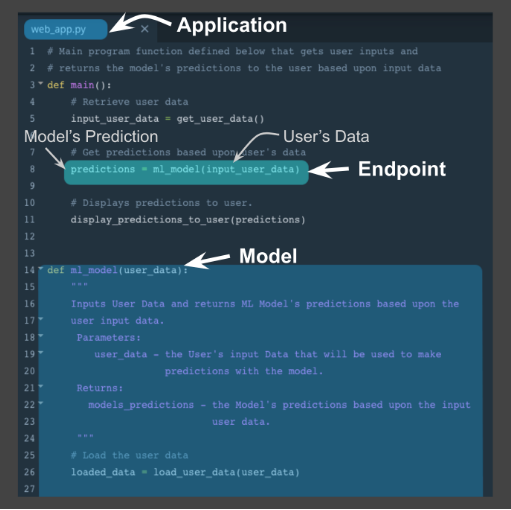 web_app.py × Application
1 # Main program function defined below that gets user inputs and
2 # returns the model's predictions to the user based upon input data
3 def main():
4 # Retrieve user data
5 input_user_data = get_user_data()
Model's Prediction User's Data
7 # Get predictions based upon user's data
8 predictions = ml_model(input_user_data) Endpoint
9
10 # Displays predictions to user.
11 display_predictions_to_user(predictions)
12
13 Model
14 def ml_model(user_data):
15 """
16 Inputs User Data and returns ML Model's predictions based upon the
17 user input data.
18 Parameters:
19 user_data - the User's input Data that will be used to make
20 predictions with the model.
21 Returns:
22 models_predictions - the Model's predictions based upon the input
23 user data.
24 """
25 # Load the user data
26 loaded_data = load_user_data(user_data)
27